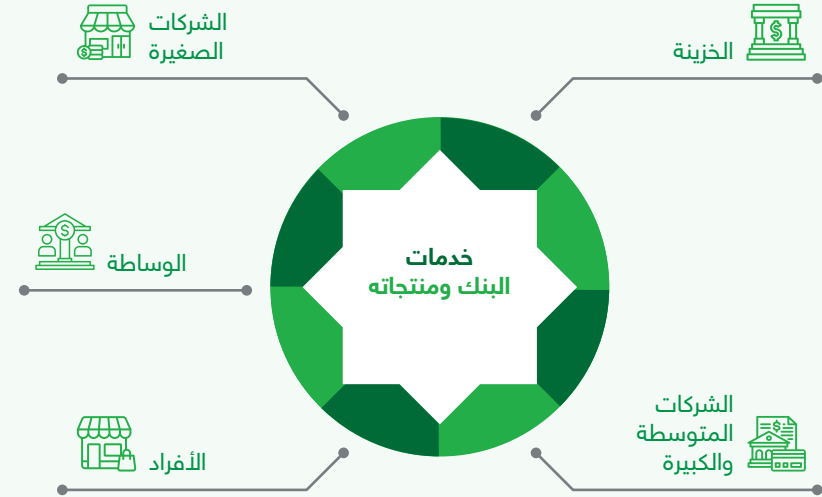 الخزينة
الشركات
الصغيرة
خدمات
البنك ومنتجاته
الوساطة
الشركات
المتوسطة
والكبيرة
الأفراد